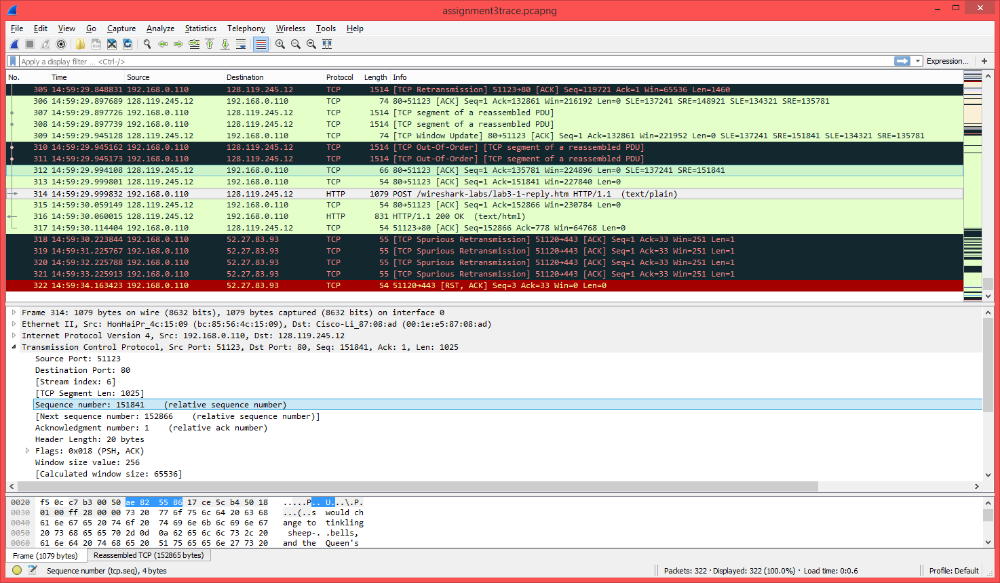 assignment3trace.pcapng
File Edit View Go Capture Analyze Statistics Telephony Wireless Tools Help
Apply a display filter ... <Ctrl-/> Expression... +
No. Time Source Destination Protocol Length Info
305 14:59:29.848831 192.168.0.110 128.119.245.12 TCP 1514 [TCP Retransmission] 51123→80 [ACK] Seq=119721 Ack=1 Win=65536 Len=1460
306 14:59:29.897689 128.119.245.12 192.168.0.110 TCP 74 80→51123 [ACK] Seq=1 Ack=132861 Win=216192 Len=0 SLE=137241 SRE=148921 SLE=134321 SRE=135781
307 14:59:29.897726 192.168.0.110 128.119.245.12 TCP 1514 [TCP segment of a reassembled PDU]
308 14:59:29.897739 192.168.0.110 128.119.245.12 TCP 1514 [TCP segment of a reassembled PDU]
309 14:59:29.945128 128.119.245.12 192.168.0.110 TCP 74 [TCP Window Update] 80→51123 [ACK] Seq=1 Ack=132861 Win=221952 Len=0 SLE=137241 SRE=151841 SLE=134321 SRE=135781
310 14:59:29.945162 192.168.0.110 128.119.245.12 TCP 1514 [TCP Out-Of-Order] [TCP segment of a reassembled PDU]
311 14:59:29.945173 192.168.0.110 128.119.245.12 TCP 1514 [TCP Out-Of-Order] [TCP segment of a reassembled PDU]
312 14:59:29.994108 128.119.245.12 192.168.0.110 TCP 66 80→51123 [ACK] Seq=1 Ack=135781 Win=224896 Len=0 SLE=137241 SRE=151841
313 14:59:29.999801 128.119.245.12 192.168.0.110 TCP 54 80→51123 [ACK] Seq=1 Ack=151841 Win=227840 Len=0
314 14:59:29.999832 192.168.0.110 128.119.245.12 HTTP 1079 POST /wireshark-labs/lab3-1-reply.htm HTTP/1.1 (text/plain)
315 14:59:30.059149 128.119.245.12 192.168.0.110 TCP 54 80→51123 [ACK] Seq=1 Ack=152866 Win=230784 Len=0
316 14:59:30.060015 128.119.245.12 192.168.0.110 HTTP 831 HTTP/1.1 200 OK (text/html)
317 14:59:30.114404 192.168.0.110 128.119.245.12 TCP 54 51123→80 [ACK] Seq=152866 Ack=778 Win=64768 Len=0
318 14:59:30.223844 192.168.0.110 52.27.83.93 TCP 55 [TCP Spurious Retransmission] 51120→443 [ACK] Seq=1 Ack=33 Win=251 Len=1
319 14:59:31.225767 192.168.0.110 52.27.83.93 TCP 55 [TCP Spurious Retransmission] 51120→443 [ACK] Seq=1 Ack=33 Win=251 Len=1
320 14:59:32.225788 192.168.0.110 52.27.83.93 TCP 55 [TCP Spurious Retransmission] 51120→443 [ACK] Seq=1 Ack=33 Win=251 Len=1
321 14:59:33.225913 192.168.0.110 52.27.83.93 TCP 55 [TCP Spurious Retransmission] 51120→443 [ACK] Seq=1 Ack=33 Win=251 Len=1
322 14:59:34.163423 192.168.0.110 52.27.83.93 TCP 54 51120→443 [RST, ACK] Seq=3 Ack=33 Win=0 Len=0
Frame 314: 1079 bytes on wire (8632 bits), 1079 bytes captured (8632 bits) on interface 0
Ethernet II, Src: HonHaiPr_4c:15:09 (bc:85:56:4c:15:09), Dst: Cisco-Li_87:08:ad (00:1e:e5:87:08:ad)
Internet Protocol Version 4, Src: 192.168.0.110, Dst: 128.119.245.12
Transmission Control Protocol, Src Port: 51123, Dst Port: 80, Seq: 151841, Ack: 1, Len: 1025
Source Port: 51123
Destination Port: 80
[Stream index: 6]
[TCP Segment Len: 1025]
Sequence number: 151841 (relative sequence number)
[Next sequence number: 152866 (relative sequence number)]
Acknowledgment number: 1 (relative ack number)
Header Length: 20 bytes
Flags: 0x018 (PSH, ACK)
Window size value: 256
[Calculated window size: 65536]
0020 f5 0c c7 b3 00 50 ae 82 55 86 17 ce 5c b4 50 18 .....P.. U...\.P.
0030 01 00 ff 28 00 00 73 20 77 6f 75 6c 64 20 63 68 ...(..s would ch
0040 61 6e 67 65 20 74 6f 20 74 69 6e 6b 6c 69 6e 67 ange to tinkling
0050 20 73 68 65 65 70 2d 0d 0a 62 65 6c 6c 73 2c 20 sheep-. .bells,
0060 61 6e 64 20 74 68 65 20 51 75 65 65 6e 27 73 20 and the Queen's
Frame (1079 bytes) Reassembled TCP (152865 bytes)
Sequence number (tcp.seq), 4 bytes Packets: 322 · Displayed: 322 (100.0%) · Load time: 0:0.6 Profile: Default